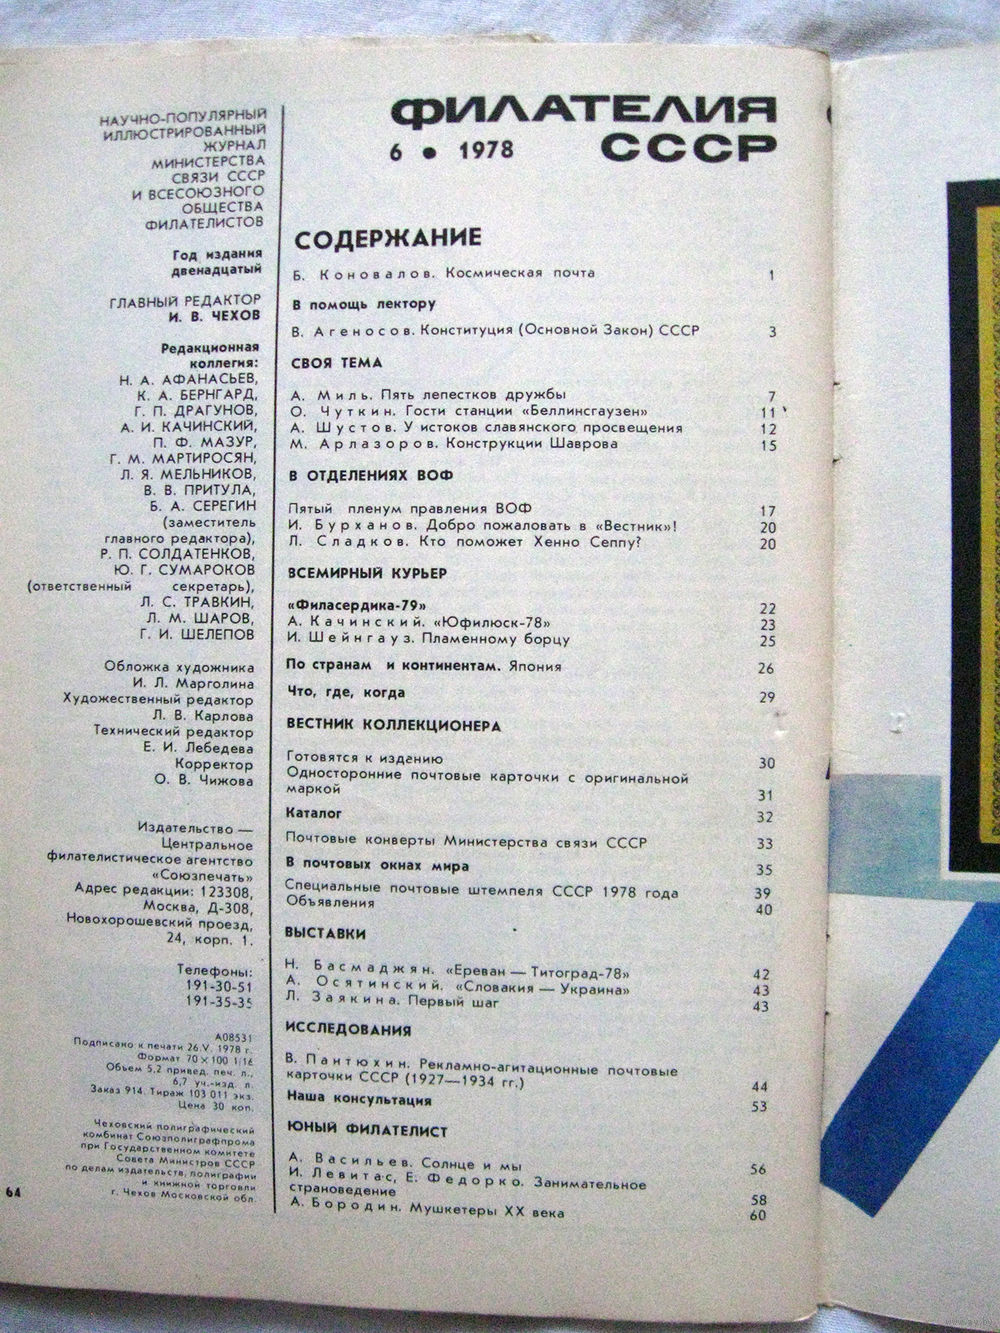 НАУЧНО-ПОПУЛЯРНЫЙ
ИЛЛЮСТРИРОВАННЫЙ
ЖУРНАЛ
МИНИСТЕРСТВА
СВЯЗИ СССР
И ВСЕСОЮЗНОГО
ОБЩЕСТВА
ФИЛАТЕЛИСТОВ
Год издания
двенадцатый
ГЛАВНЫЙ РЕДАКТОР
И. В. ЧЕХОВ
Редакционная
коллегия:
Н. А. АФАНАСЬЕВ,
К. А. БЕРНГАРД,
Г. П. ДРАГУНОВ,
А. И. КАЧИНСКИЙ,
П. Ф. МАЗУР,
Г. М. МАРТИРОСЯН,
Л. Я. МЕЛЬНИКОВ,
В. В. ПРИТУЛА,
Б. А. СЕРЕГИН
(заместитель
главного редактора),
Р. П. СОЛДАТЕНКОВ,
Ю. Г. СУМАРОКОВ
(ответственный секретарь),
Л. С. ТРАВКИН,
Л. М. ШАРОВ,
Г. И. ШЕЛЕПОВ
Обложка художника
И. Л. Марголина
Художественный редактор
Л. В. Карлова
Технический редактор
Е. И. Лебедева
Корректор
О. В. Чижова
Издательство —
Центральное
филателистическое агентство
«Союзпечать»
Адрес редакции: 123308,
Москва, Д-308,
Новохорошевский проезд,
24, корп. 1.
Телефоны:
191-30-51
191-35-35
А08531
Подписано к печати 26.V. 1978 г.
Формат 70×100 1/16
Объем 5,2 привед. печ. л.,
6,7 уч.-изд. л.
Заказ 914. Тираж 103 011 экз.
Цена 30 коп.
Чеховский полиграфический
комбинат Союзполиграфпрома
при Государственном комитете
Совета Министров СССР
по делам издательств, полиграфии
и книжной торговли
г. Чехов Московской обл.
64
ФИЛАТЕЛИЯ
6 ● 1978 СССР
СОДЕРЖАНИЕ
Б. Коновалов. Космическая почта 1
В помощь лектору
В. Агеносов. Конституция (Основной Закон) СССР 3
СВОЯ ТЕМА
А. Миль. Пять лепестков дружбы 7
О. Чуткин. Гости станции «Беллинсгаузен» 11
А. Шустов. У истоков славянского просвещения 12
М. Арлазоров. Конструкции Шаврова 15
В ОТДЕЛЕНИЯХ ВОФ
Пятый пленум правления ВОФ 17
И. Бурханов. Добро пожаловать в «Вестник»! 20
Л. Сладков. Кто поможет Хенно Сеппу? 20
ВСЕМИРНЫЙ КУРЬЕР
«Филасердика-79» 22
А. Качинский. «Юфилюск-78» 23
И. Шейнгауз. Пламенному борцу 25
По странам и континентам. Япония 26
Что, где, когда 29
ВЕСТНИК КОЛЛЕКЦИОНЕРА
Готовятся к изданию 30
Односторонние почтовые карточки с оригинальной
маркой 31
Каталог 32
Почтовые конверты Министерства связи СССР 33
В почтовых окнах мира 35
Специальные почтовые штемпеля СССР 1978 года 39
Объявления 40
ВЫСТАВКИ
Н. Басмаджян. «Ереван — Титоград-78» 42
А. Осятинский. «Словакия — Украина» 43
Л. Заякина. Первый шаг 43
ИССЛЕДОВАНИЯ
В. Пантюхин. Рекламно-агитационные почтовые
карточки СССР (1927—1934 гг.) 44
Наша консультация 53
ЮНЫЙ ФИЛАТЕЛИСТ
А. Васильев. Солнце и мы 56
И. Левитас, Е. Федорко. Занимательное
страноведение 58
А. Бородин. Мушкетеры XX века 60